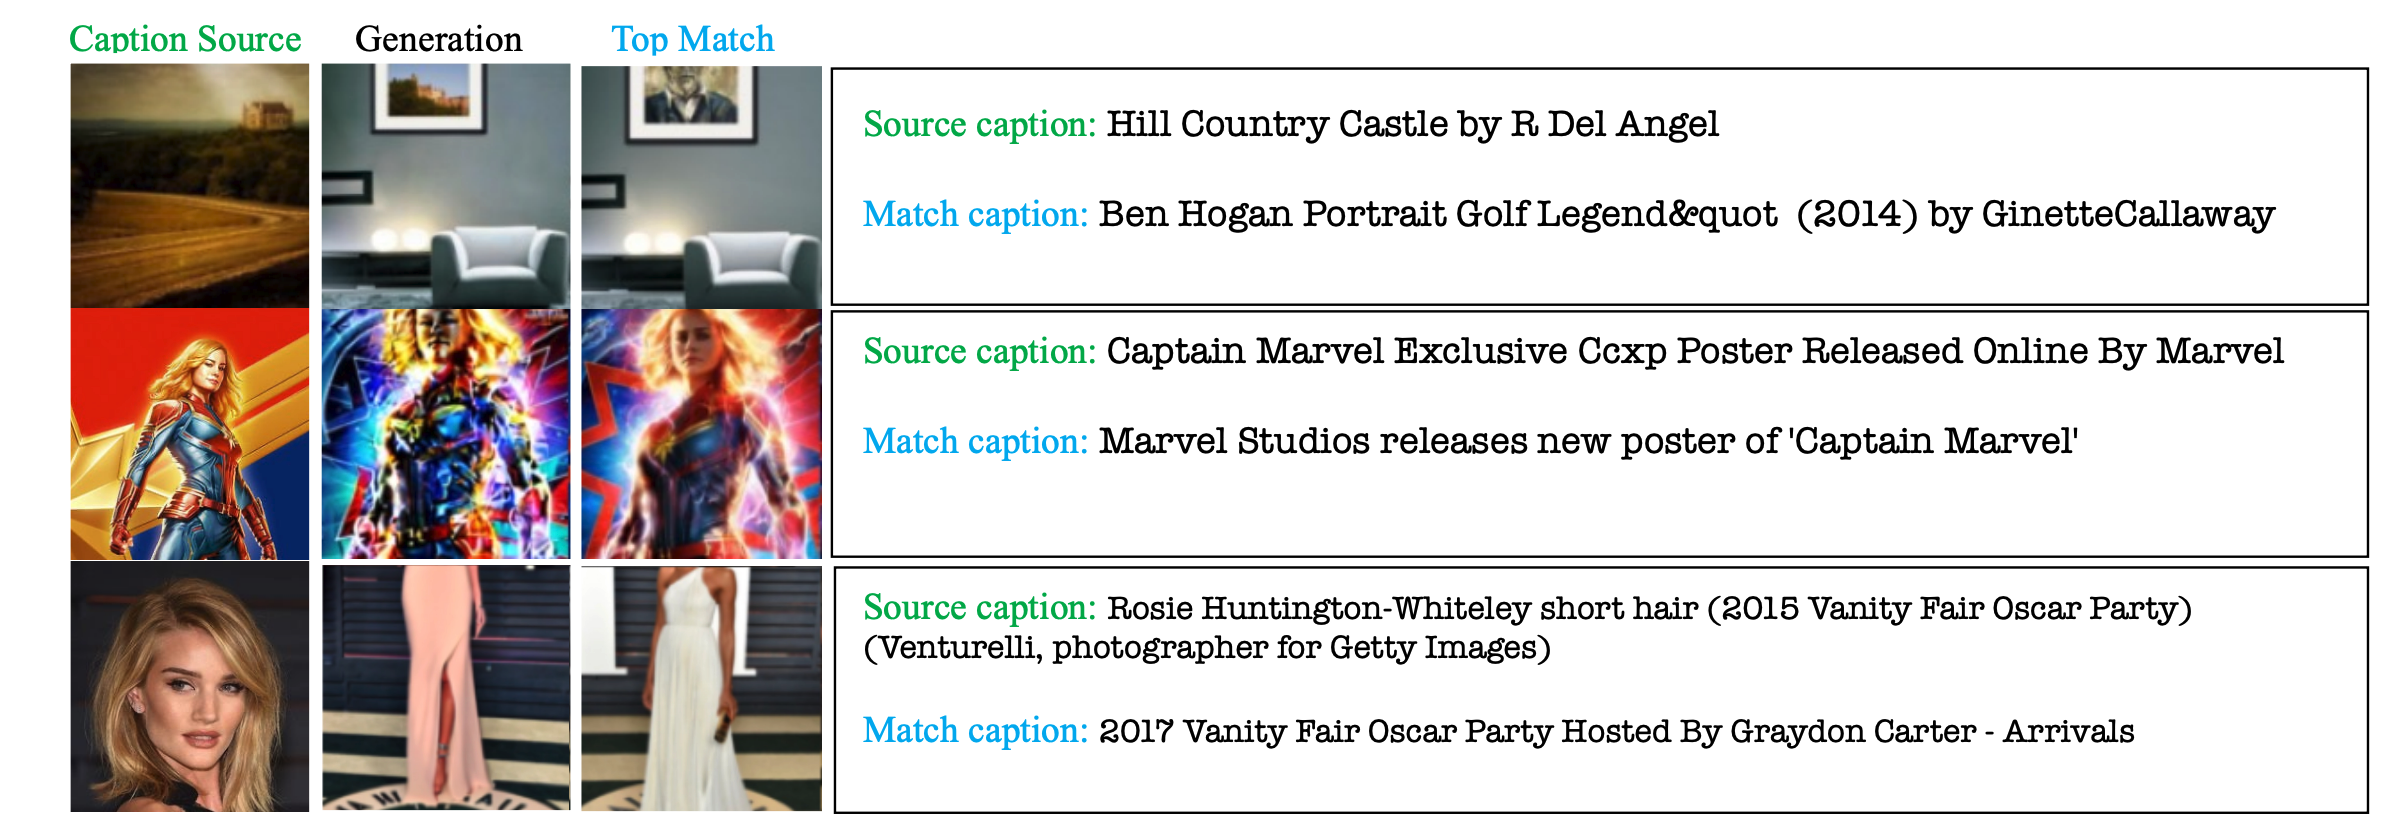 Caption Source Generation Top Match
Source caption: Hill Country Castle by R Del Angel
Match caption: Ben Hogan Portrait Golf Legend&quot (2014) by GinetteCallaway
Source caption: Captain Marvel Exclusive Ccxp Poster Released Online By Marvel
Match caption: Marvel Studios releases new poster of 'Captain Marvel'
Source caption: Rosie Huntington-Whiteley short hair (2015 Vanity Fair Oscar Party)
(Venturelli, photographer for Getty Images)
Match caption: 2017 Vanity Fair Oscar Party Hosted By Graydon Carter - Arrivals